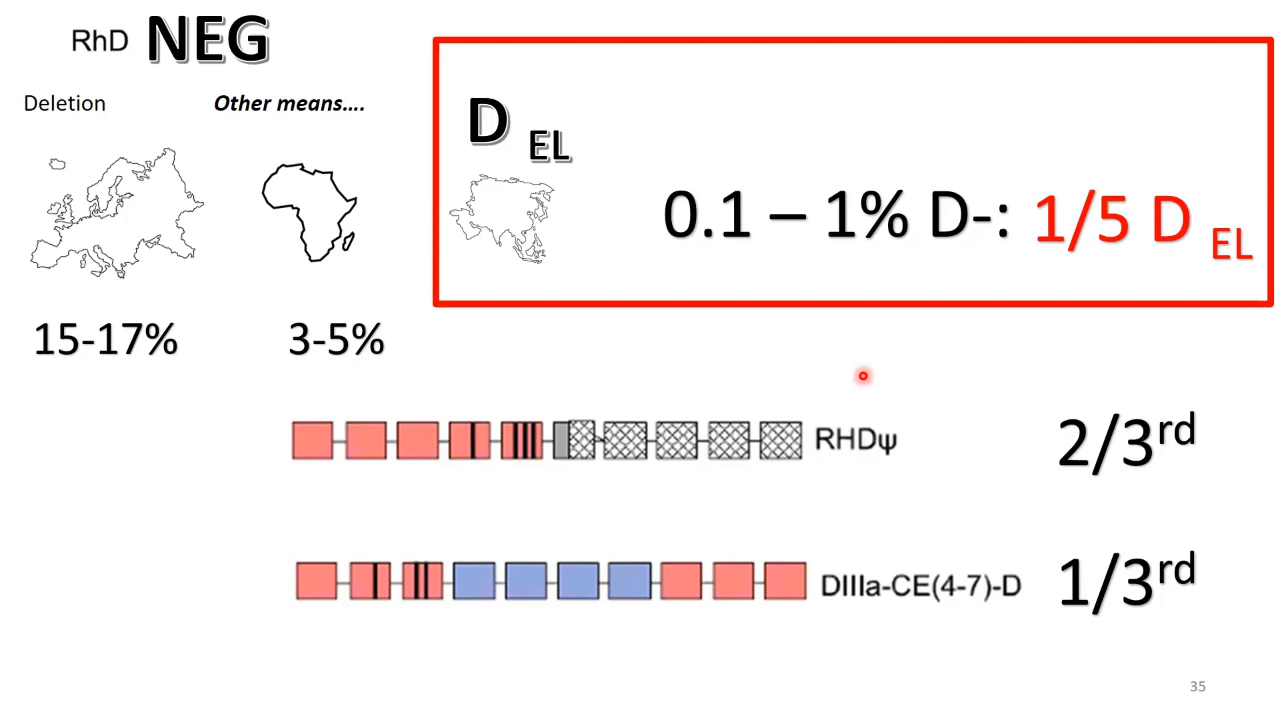 RhD NEG
Deletion
Other means....
15-17%
3-5%
D EL
0.1 – 1% D-: 1/5 D EL
RHDψ
2/3rd
DIIIa-CE(4-7)-D
1/3rd
35